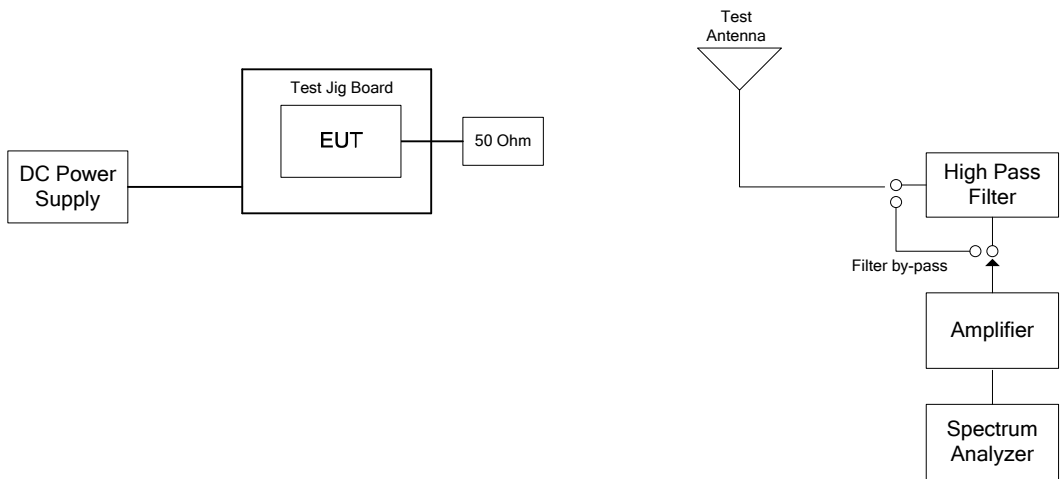 Test Jig Board
EUT
50 Ohm
DC Power
Supply
Test
Antenna
High Pass
Filter
Filter by-pass
Amplifier
Spectrum
Analyzer